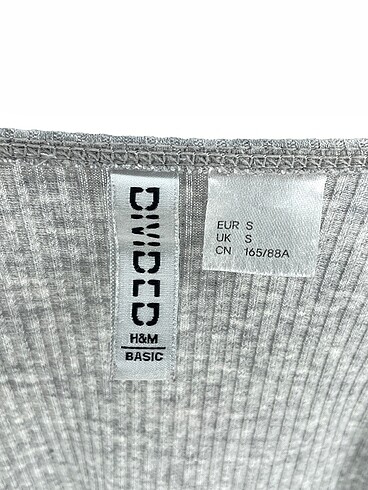 DIVIDED
H&M
BASIC
EUR S
UK S
CN 165/88A